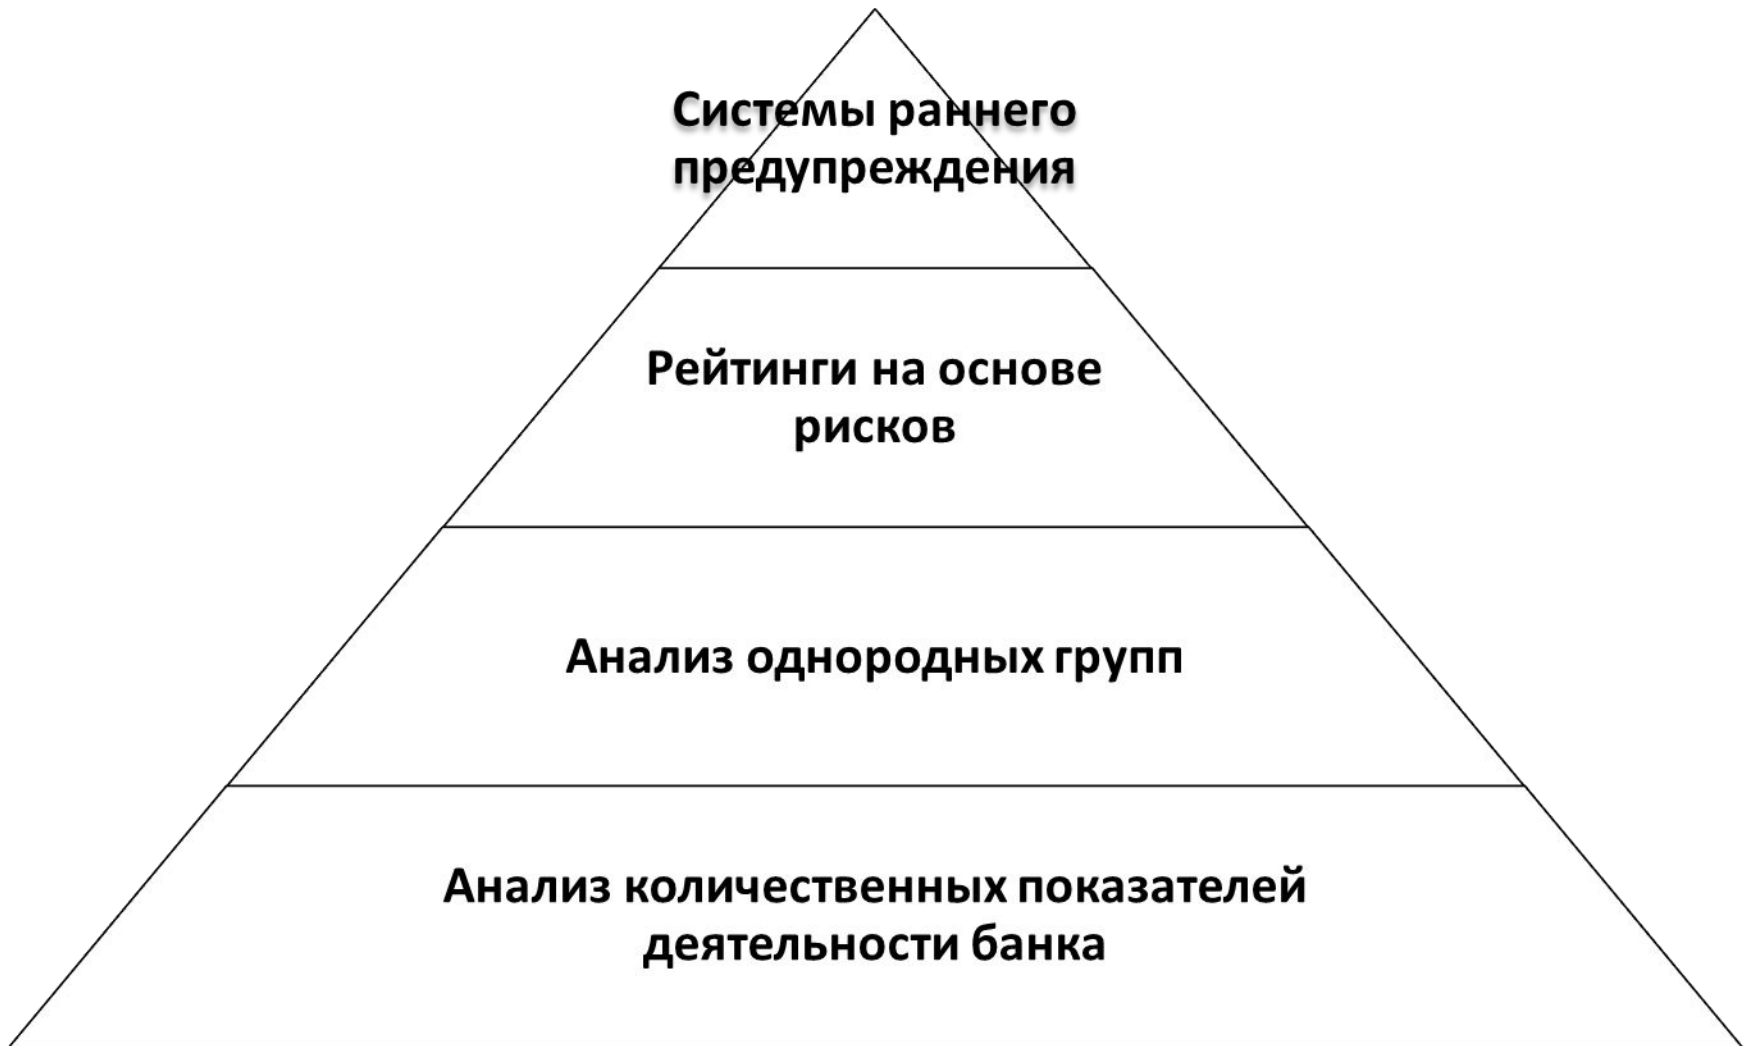 Системы раннего
предупреждения
Рейтинги на основе
рисков
Анализ однородных групп
Анализ количественных показателей
деятельности банка